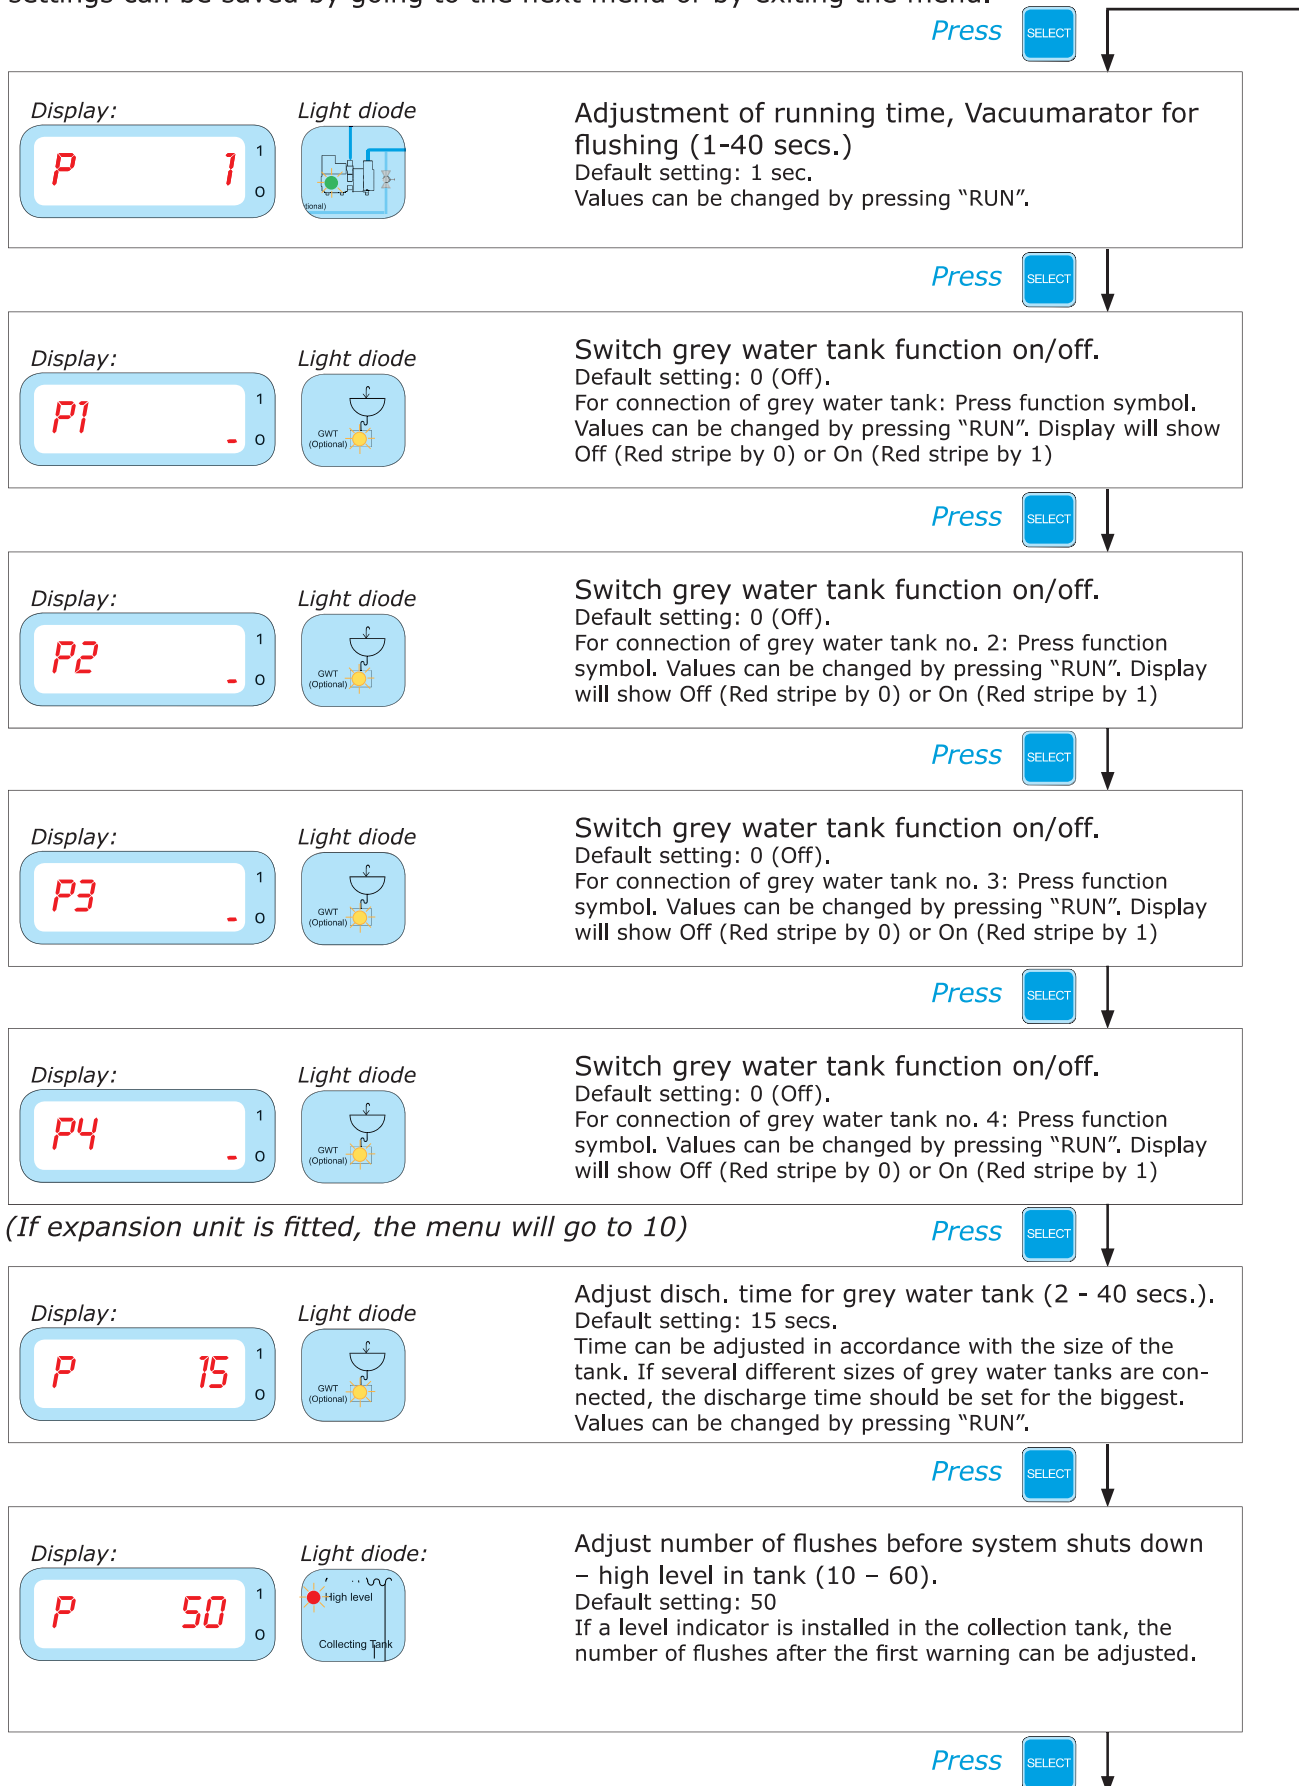 settings can be saved by going to the next menu or by exiting the menu.
Press SELECT
Display:
P 1
1
0
Light diode
tional)
Adjustment of running time, Vacuumarator for
flushing (1-40 secs.)
Default setting: 1 sec.
Values can be changed by pressing “RUN”.
Press SELECT
Display:
P1 _
1
0
Light diode
GWT
(Optional)
Switch grey water tank function on/off.
Default setting: 0 (Off).
For connection of grey water tank: Press function symbol.
Values can be changed by pressing “RUN”. Display will show
Off (Red stripe by 0) or On (Red stripe by 1)
Press SELECT
Display:
P2 _
1
0
Light diode
GWT
(Optional)
Switch grey water tank function on/off.
Default setting: 0 (Off).
For connection of grey water tank no. 2: Press function
symbol. Values can be changed by pressing “RUN”. Display
will show Off (Red stripe by 0) or On (Red stripe by 1)
Press SELECT
Display:
P3 _
1
0
Light diode
GWT
(Optional)
Switch grey water tank function on/off.
Default setting: 0 (Off).
For connection of grey water tank no. 3: Press function
symbol. Values can be changed by pressing “RUN”. Display
will show Off (Red stripe by 0) or On (Red stripe by 1)
Press SELECT
Display:
P4 _
1
0
Light diode
GWT
(Optional)
Switch grey water tank function on/off.
Default setting: 0 (Off).
For connection of grey water tank no. 4: Press function
symbol. Values can be changed by pressing “RUN”. Display
will show Off (Red stripe by 0) or On (Red stripe by 1)
(If expansion unit is fitted, the menu will go to 10)
Press SELECT
Display:
P 15
1
0
Light diode
GWT
(Optional)
Adjust disch. time for grey water tank (2 - 40 secs.).
Default setting: 15 secs.
Time can be adjusted in accordance with the size of the
tank. If several different sizes of grey water tanks are con-
nected, the discharge time should be set for the biggest.
Values can be changed by pressing “RUN”.
Press SELECT
Display:
P 50
1
0
Light diode:
High level
Collecting Tank
Adjust number of flushes before system shuts down
– high level in tank (10 – 60).
Default setting: 50
If a level indicator is installed in the collection tank, the
number of flushes after the first warning can be adjusted.
Press SELECT